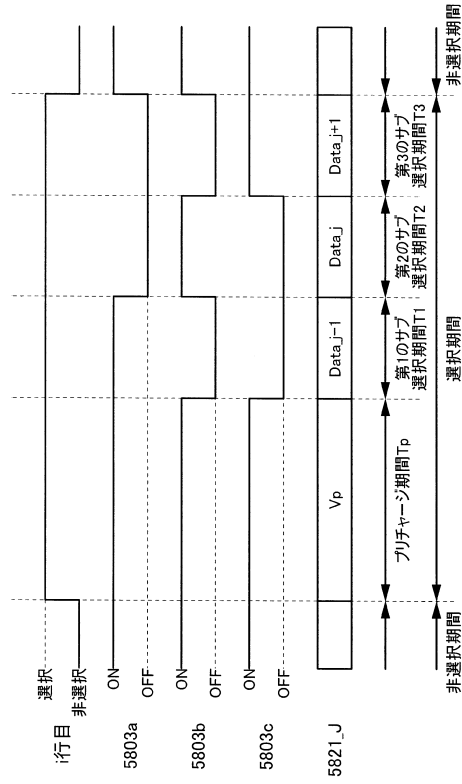 i行目
選択
非選択
5803a
ON
OFF
5803b
ON
OFF
5803c
ON
OFF
5821_J
Vp
Data_j-1
Data_j
Data_j+1
プリチャージ期間Tp
第1のサブ
選択期間T1
第2のサブ
選択期間T2
第3のサブ
選択期間T3
非選択期間
選択期間
非選択期間